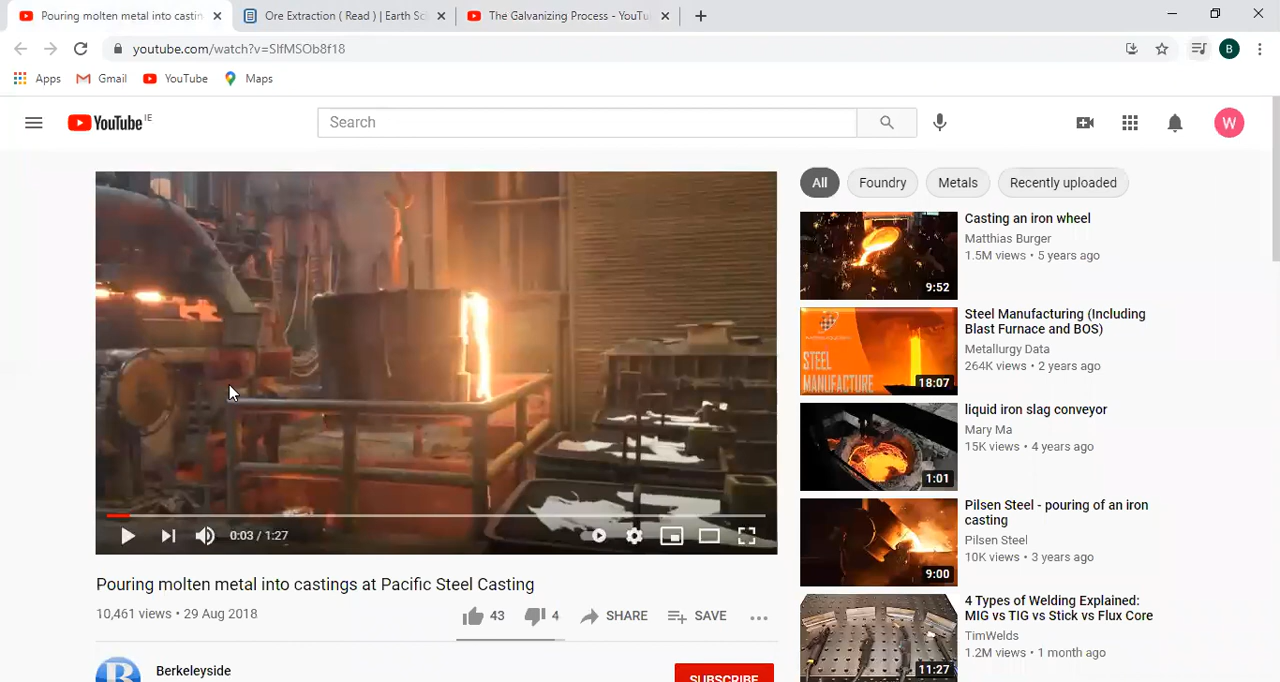 Pouring molten metal into castin
Ore Extraction ( Read ) | Earth Sci
The Galvanizing Process - YouTu
youtube.com/watch?v=SIfMSOb8f18
B
Apps
Gmail
YouTube
Maps
YouTube IE
Search
W
All
Foundry
Metals
Recently uploaded
Casting an iron wheel
Matthias Burger
1.5M views • 5 years ago
9:52
Steel Manufacturing (Including
Blast Furnace and BOS)
Metallurgy Data
264K views • 2 years ago
STEEL
MANUFACTURE
18:07
liquid iron slag conveyor
Mary Ma
15K views • 4 years ago
1:01
Pilsen Steel - pouring of an iron
casting
Pilsen Steel
10K views • 3 years ago
9:00
4 Types of Welding Explained:
MIG vs TIG vs Stick vs Flux Core
TimWelds
1.2M views • 1 month ago
11:27
0:03 / 1:27
Pouring molten metal into castings at Pacific Steel Casting
10,461 views • 29 Aug 2018
43
4
SHARE
SAVE
B
Berkeleyside
SUBSCRIBE